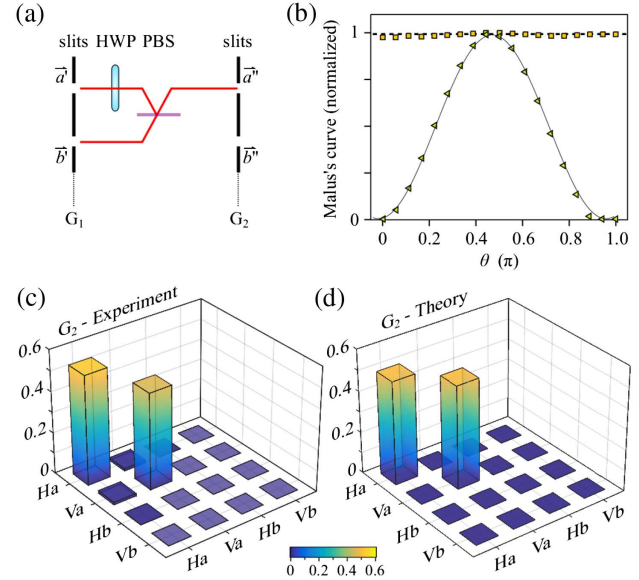 (a)
slits HWP PBS slits
a⃗' a⃗"
b⃗' b⃗"
G₁ G₂
(b)
Malus's curve (normalized)
1
0
0 0.2 0.4 0.6 0.8 1.0
θ (π)
(c)
G₂ - Experiment
0.6
0.4
0.2
0
Ha
Va
Hb
Vb
Ha
Va
Hb
Vb
(d)
G₂ - Theory
0.6
0.4
0.2
0
Ha
Va
Hb
Vb
Ha
Va
Hb
Vb
0 0.2 0.4 0.6